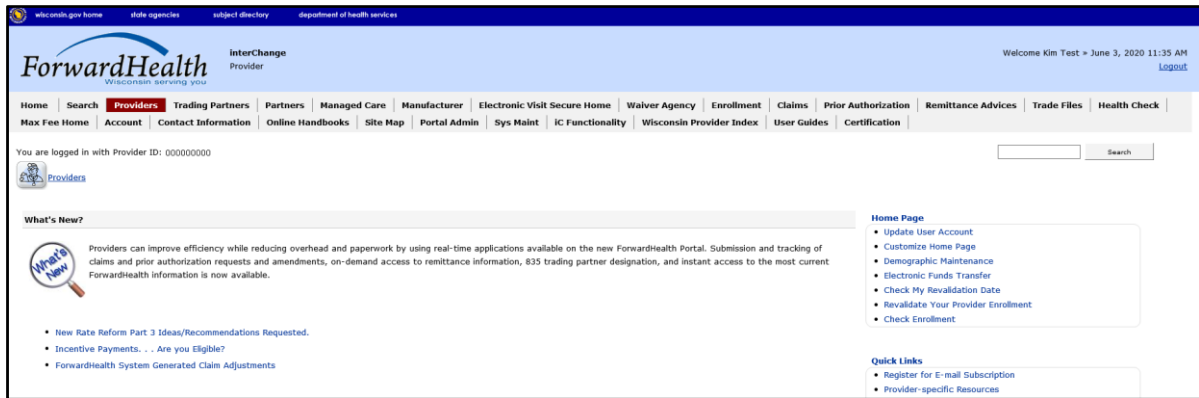 wisconsin.gov home state agencies subject directory department of health services
ForwardHealth
Wisconsin serving you
interChange
Provider
Welcome Kim Test » June 3, 2020 11:35 AM
Logout
Home Search Providers Trading Partners Partners Managed Care Manufacturer Electronic Visit Secure Home Waiver Agency Enrollment Claims Prior Authorization Remittance Advices Trade Files Health Check
Max Fee Home Account Contact Information Online Handbooks Site Map Portal Admin Sys Maint iC Functionality Wisconsin Provider Index User Guides Certification
You are logged in with Provider ID: 000000000
Search
Providers
What's New?
What's New
Providers can improve efficiency while reducing overhead and paperwork by using real-time applications available on the new ForwardHealth Portal. Submission and tracking of
claims and prior authorization requests and amendments, on-demand access to remittance information, 835 trading partner designation, and instant access to the most current
ForwardHealth information is now available.
• New Rate Reform Part 3 Ideas/Recommendations Requested.
• Incentive Payments. . . Are you Eligible?
• ForwardHealth System Generated Claim Adjustments
Home Page
• Update User Account
• Customize Home Page
• Demographic Maintenance
• Electronic Funds Transfer
• Check My Revalidation Date
• Revalidate Your Provider Enrollment
• Check Enrollment
Quick Links
• Register for E-mail Subscription
• Provider-specific Resources